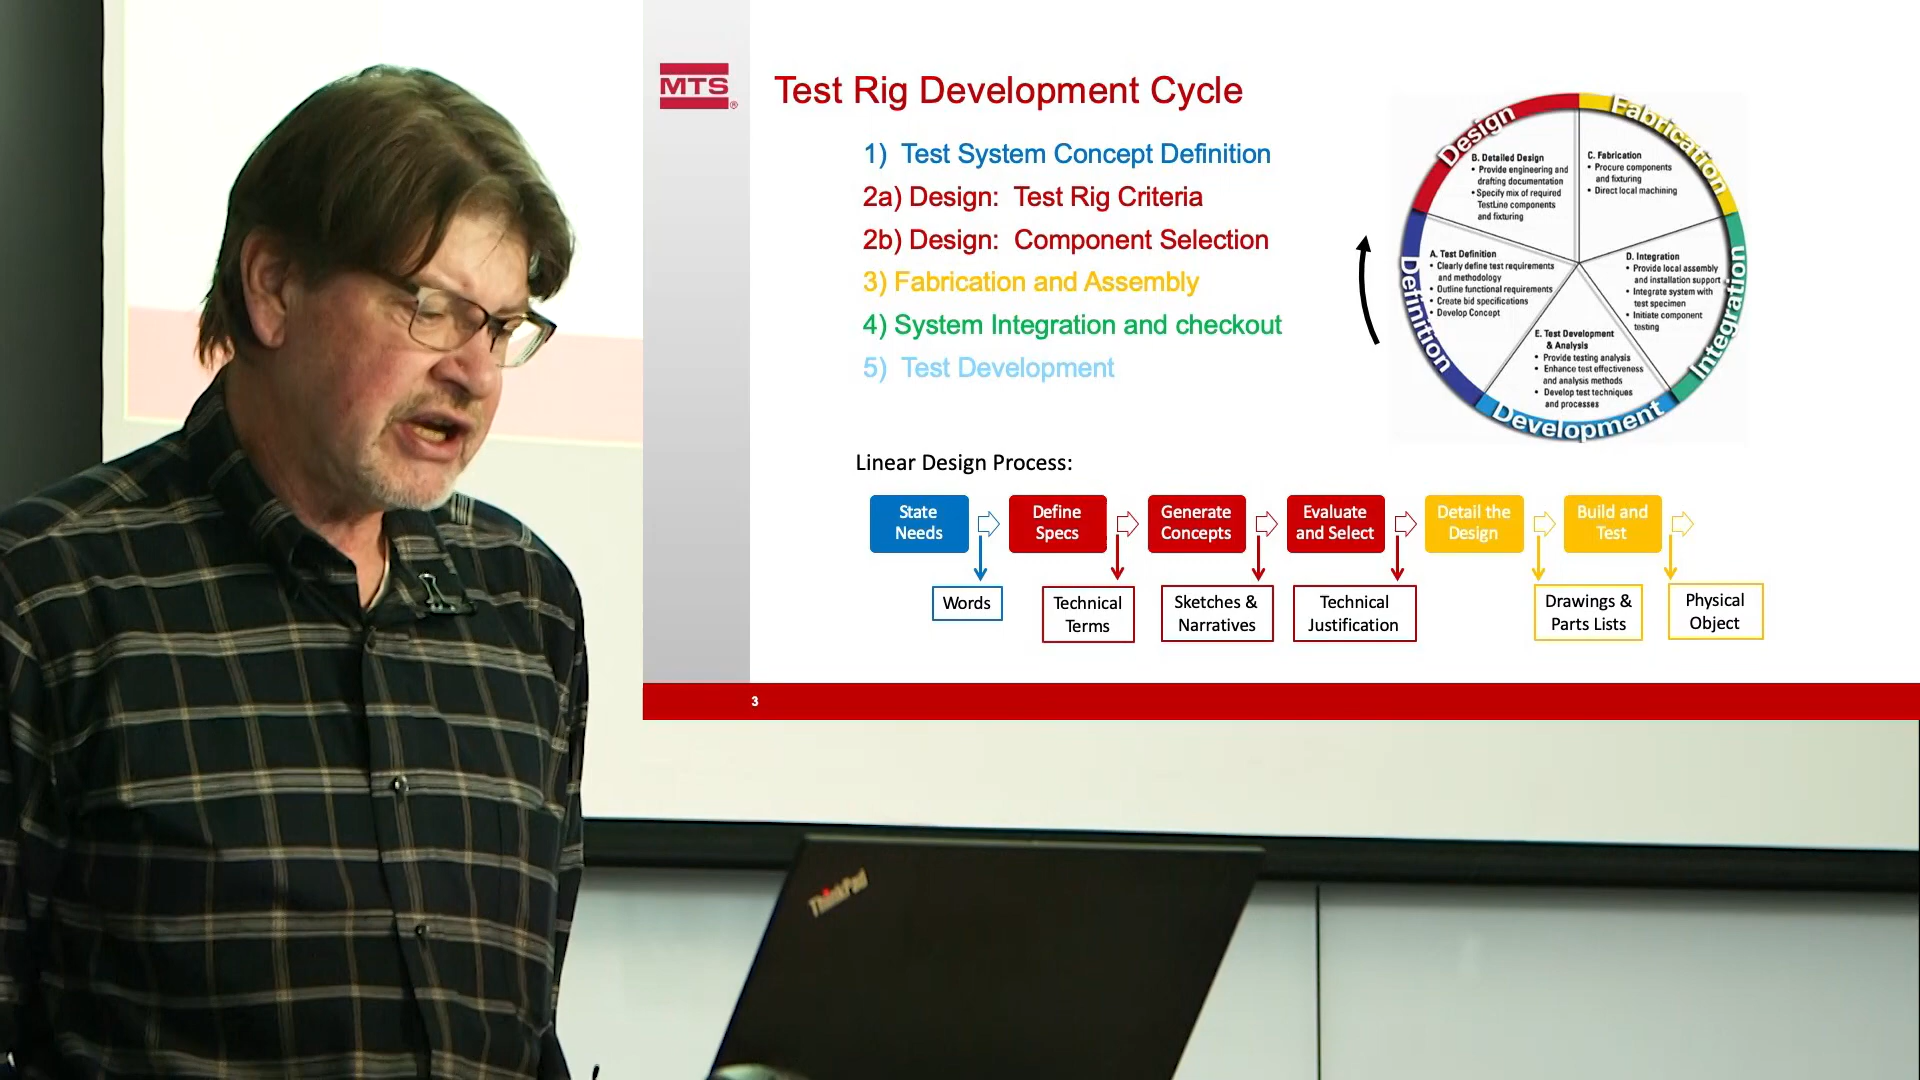 MTS®
Test Rig Development Cycle
1) Test System Concept Definition
2a) Design: Test Rig Criteria
2b) Design: Component Selection
3) Fabrication and Assembly
4) System Integration and checkout
5) Test Development
Design
Fabrication
Integration
Development
Definition
B. Detailed Design
• Provide engineering and
drafting documentation
• Specify mix of required
TestLine components
and fixturing
C. Fabrication
• Procure components
and fixturing
• Direct local machining
A. Test Definition
• Clearly define test requirements
and methodology
• Outline functional requirements
• Create bid specifications
• Develop Concept
D. Integration
• Provide local assembly
and installation support
• Integrate system with
test specimen
• Initiate component
testing
E. Test Development
& Analysis
• Provide testing analysis
• Enhance test effectiveness
and analysis methods
• Develop test techniques
and processes
Linear Design Process:
State
Needs
Define
Specs
Generate
Concepts
Evaluate
and Select
Detail the
Design
Build and
Test
Words
Technical
Terms
Sketches &
Narratives
Technical
Justification
Drawings &
Parts Lists
Physical
Object
3
ThinkPad